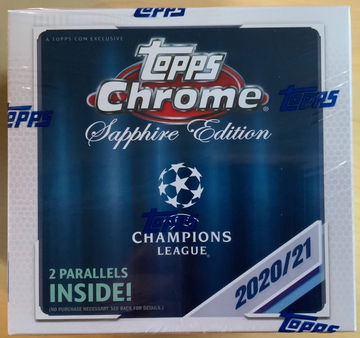 A TOPPS.COM EXCLUSIVE
TOPPS
Chrome
Sapphire Edition
TOPPS
TOPPS
TOPPS
CHAMPIONS
LEAGUE
2 PARALLELS
INSIDE!
(NO PURCHASE NECESSARY. SEE BACK FOR DETAILS.)
2020/21
TOPPS